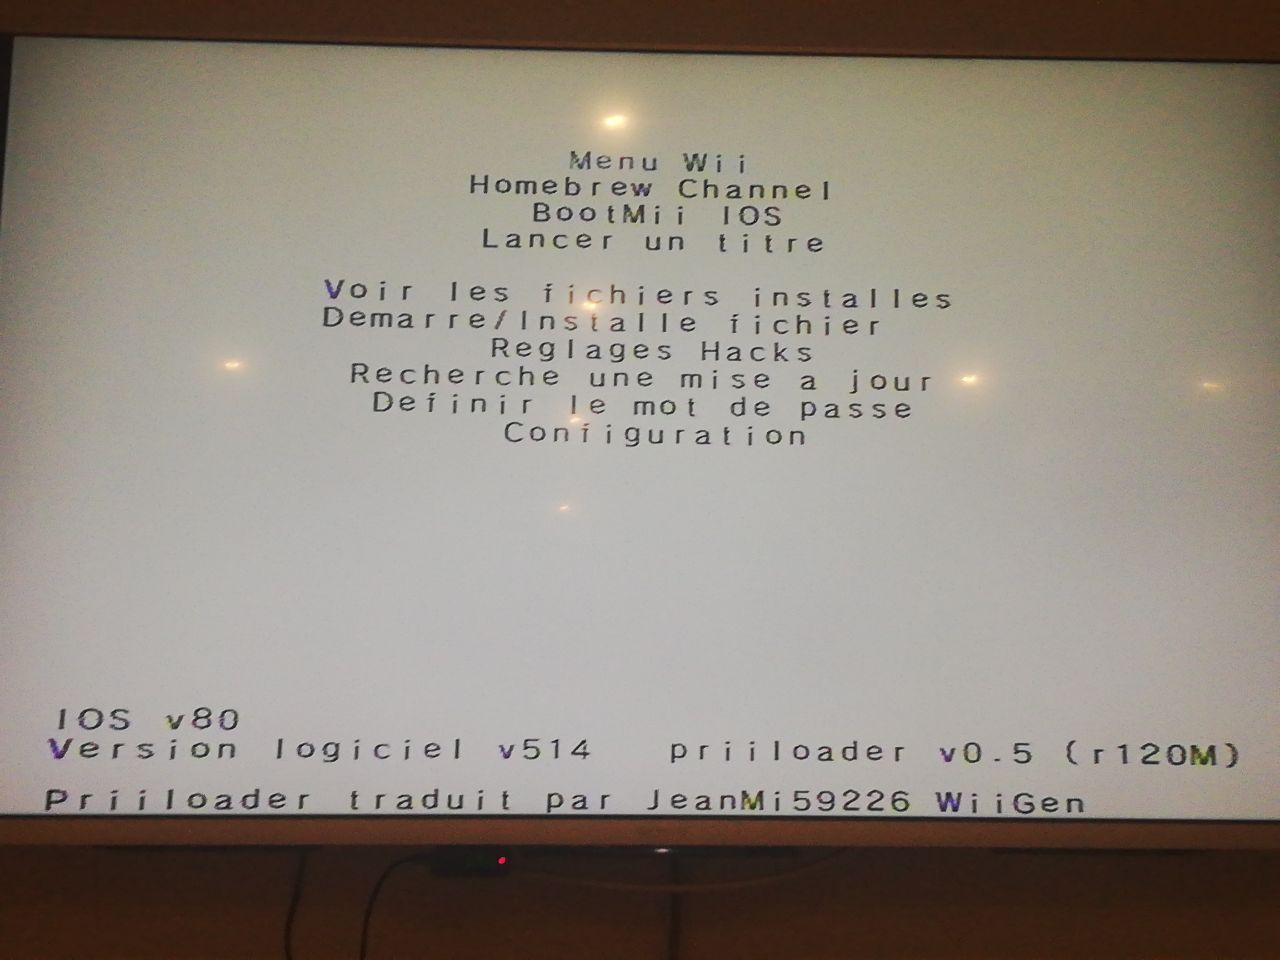 Menu Wii
Homebrew Channel
BootMii IOS
Lancer un titre
Voir les fichiers installes
Demarre/Installe fichier
Reglages Hacks
Recherche une mise a jour
Definir le mot de passe
Configuration
IOS v80
Version logiciel v514 priiloader v0.5 (r120M)
Priiloader traduit par JeanMi59226 WiiGen